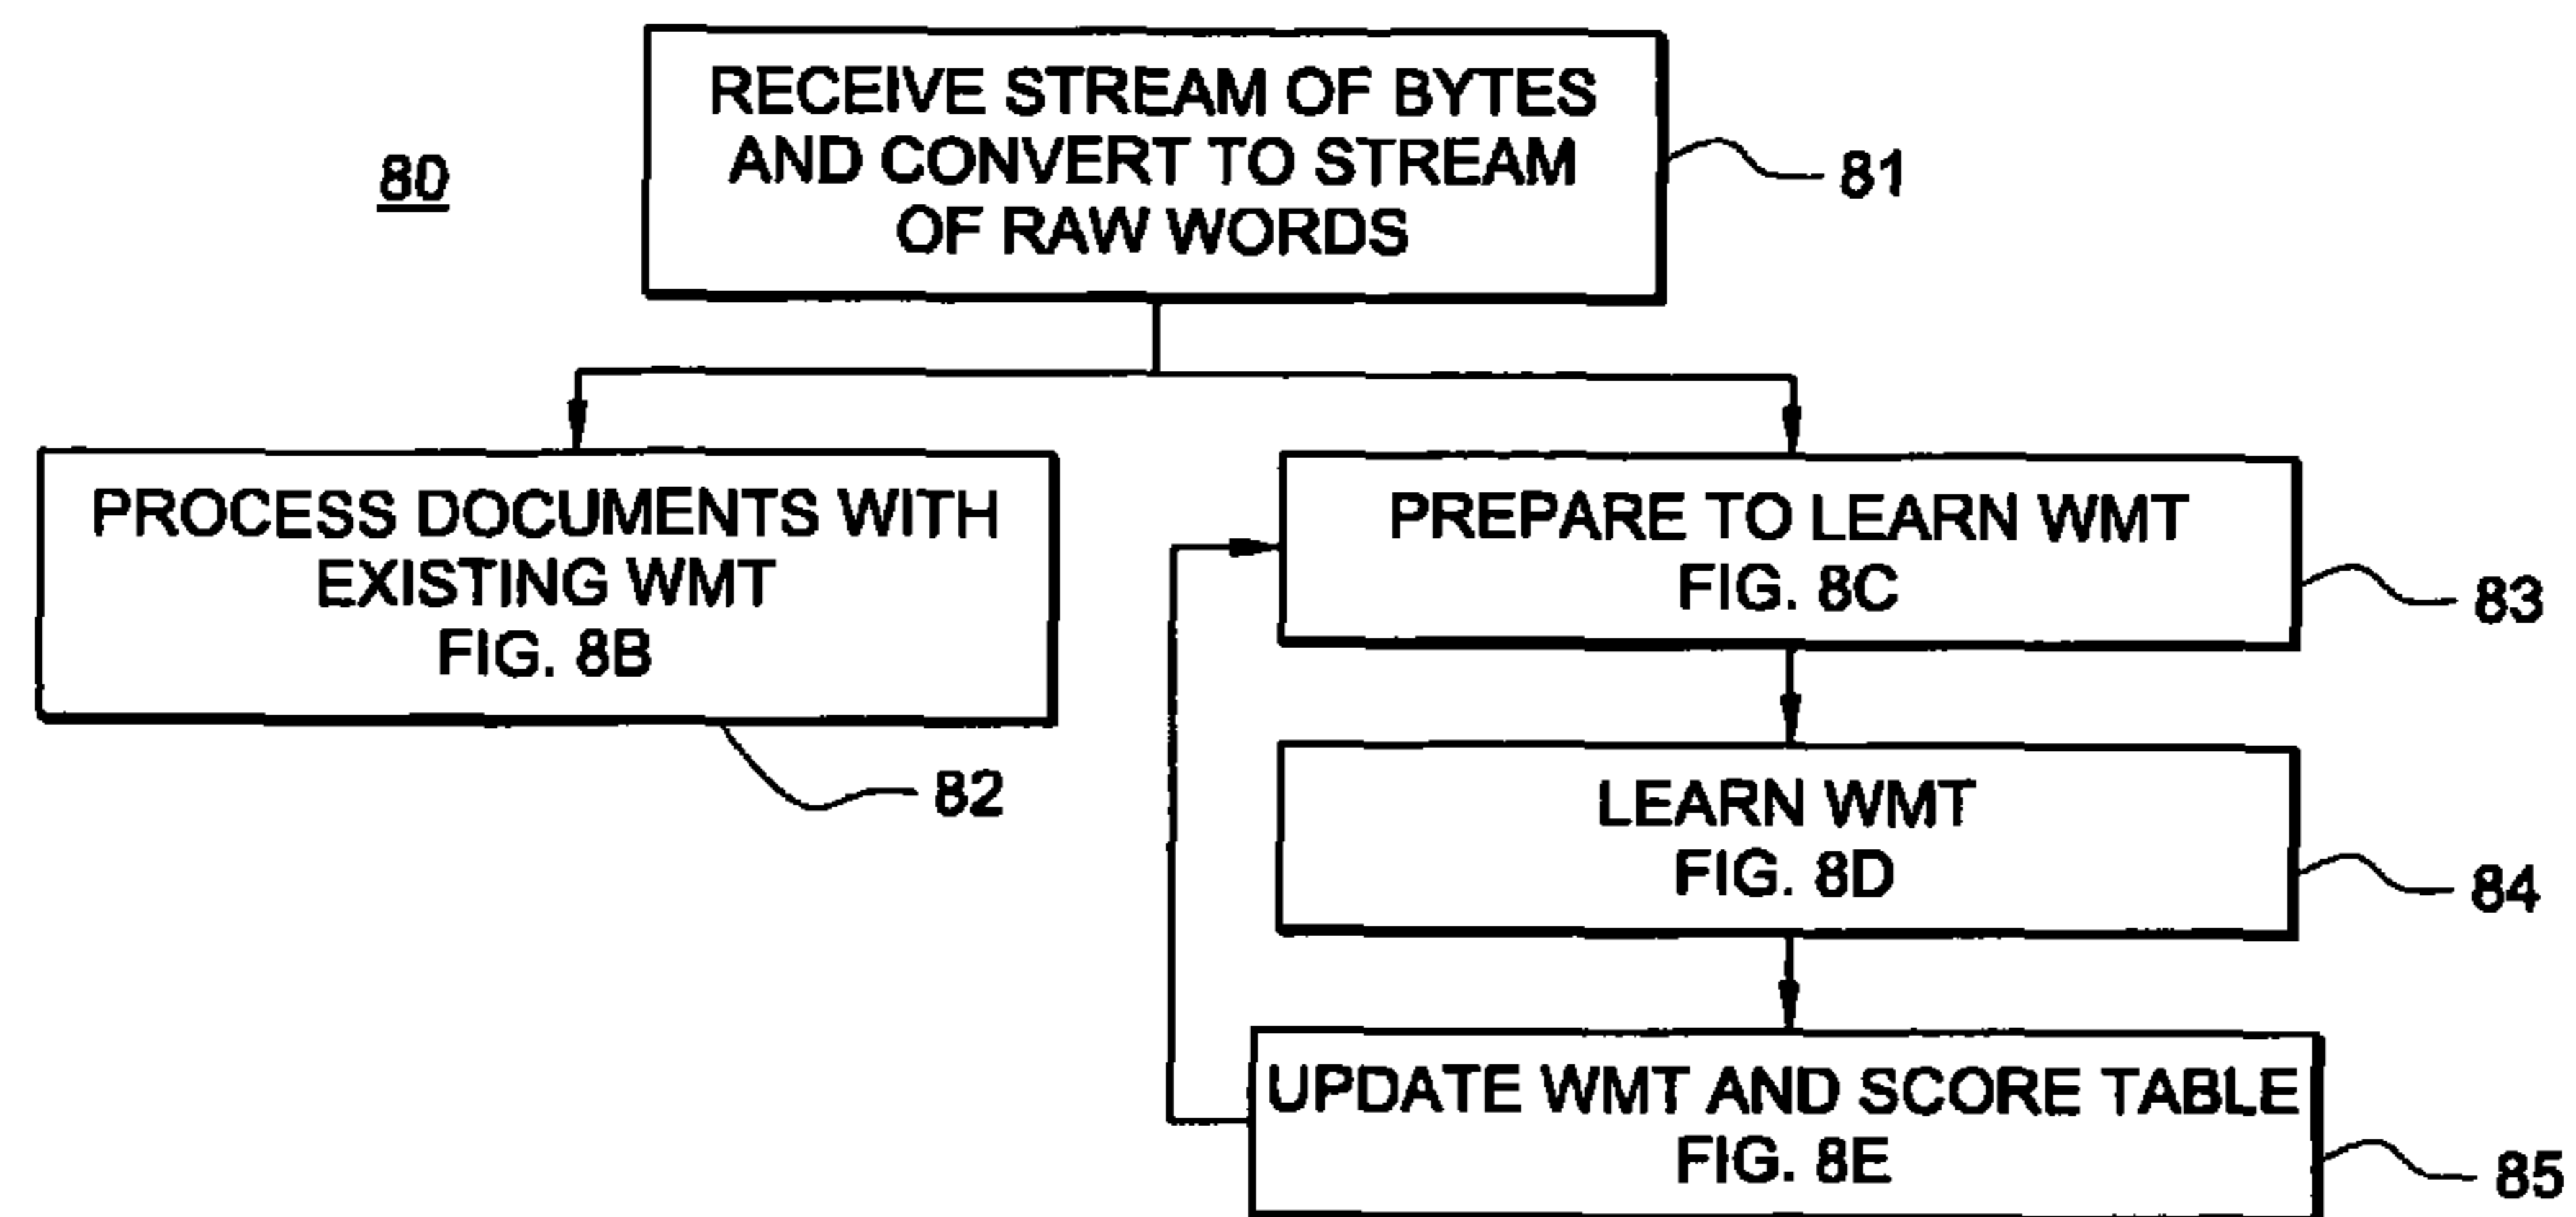 RECEIVE STREAM OF BYTES
AND CONVERT TO STREAM
OF RAW WORDS
80
81
PROCESS DOCUMENTS WITH
EXISTING WMT
FIG. 8B
82
PREPARE TO LEARN WMT
FIG. 8C
83
LEARN WMT
FIG. 8D
84
UPDATE WMT AND SCORE TABLE
FIG. 8E
85